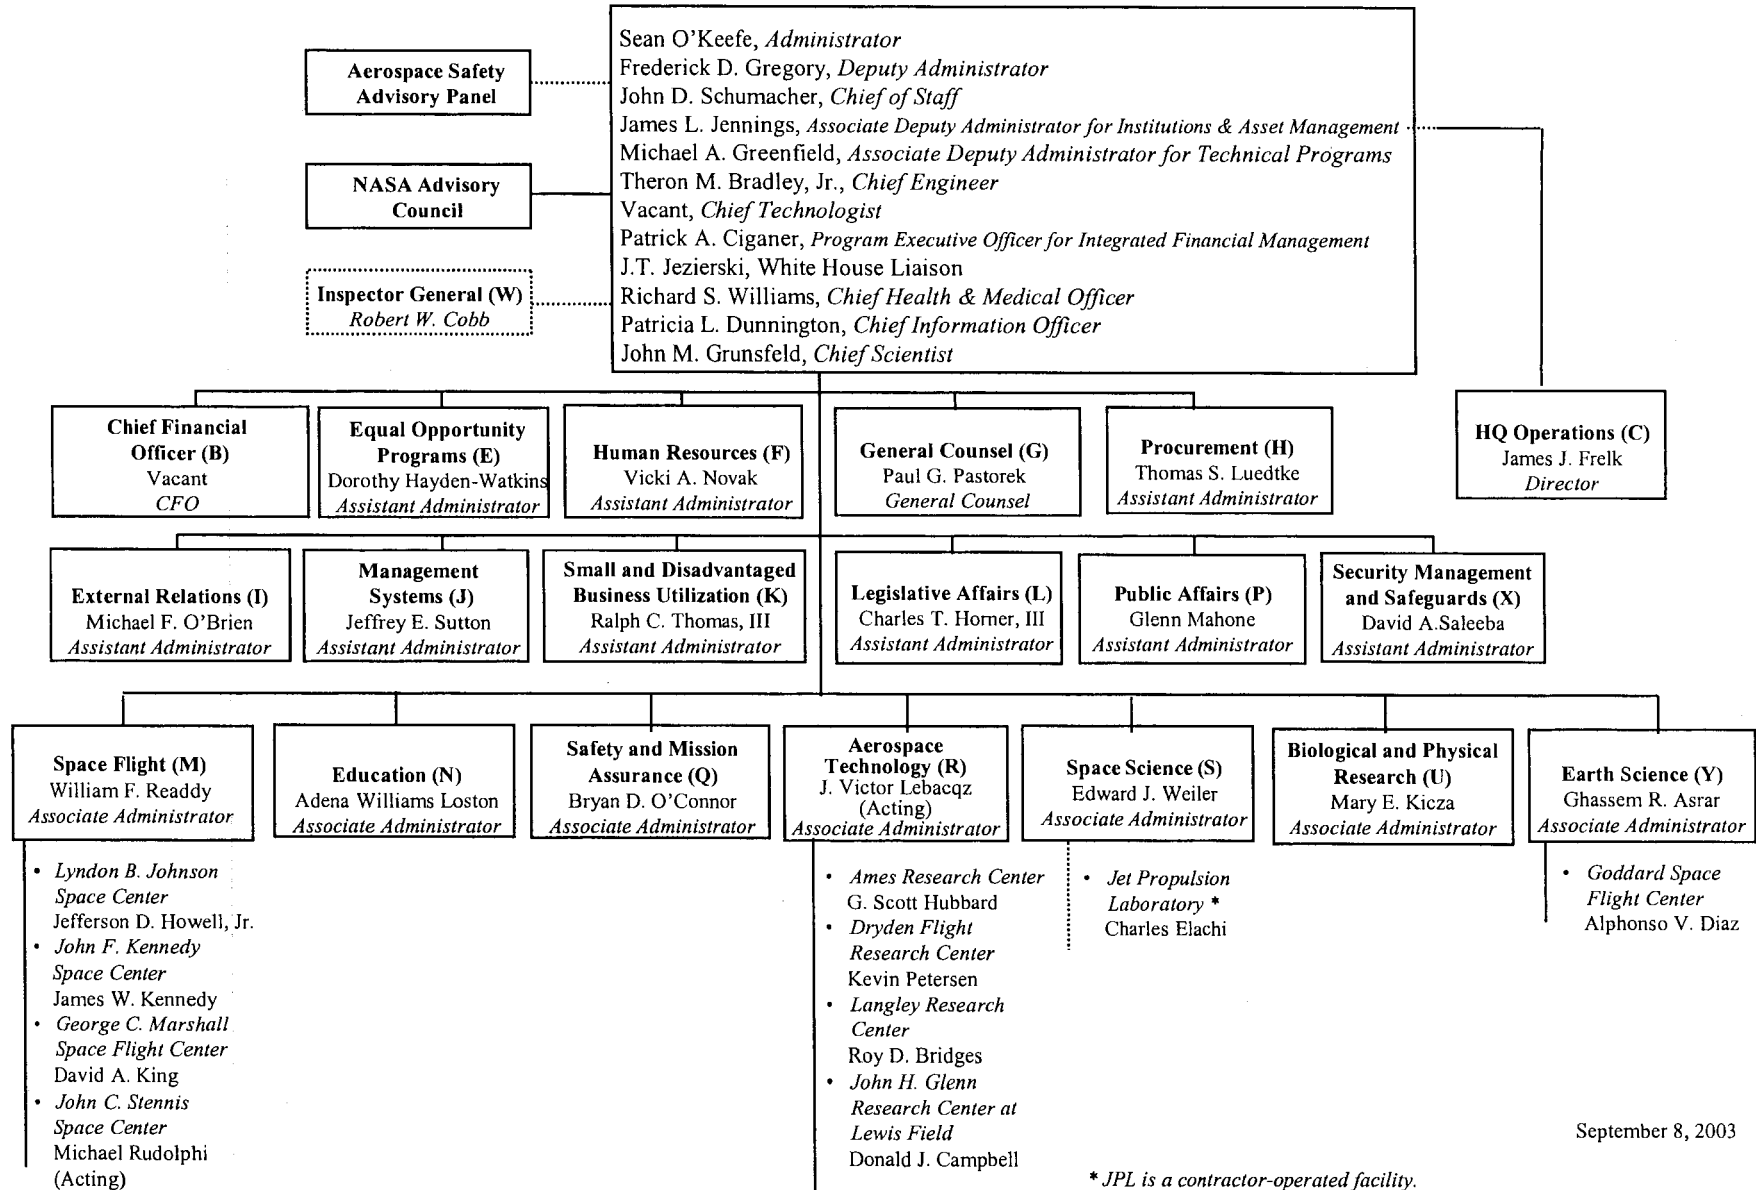 Sean O'Keefe, Administrator
Frederick D. Gregory, Deputy Administrator
John D. Schumacher, Chief of Staff
James L. Jennings, Associate Deputy Administrator for Institutions & Asset Management
Michael A. Greenfield, Associate Deputy Administrator for Technical Programs
Theron M. Bradley, Jr., Chief Engineer
Vacant, Chief Technologist
Patrick A. Ciganer, Program Executive Officer for Integrated Financial Management
J.T. Jezierski, White House Liaison
Richard S. Williams, Chief Health & Medical Officer
Patricia L. Dunnington, Chief Information Officer
John M. Grunsfeld, Chief Scientist
Aerospace Safety
Advisory Panel
NASA Advisory
Council
Inspector General (W)
Robert W. Cobb
Chief Financial
Officer (B)
Vacant
CFO
Equal Opportunity
Programs (E)
Dorothy Hayden-Watkins
Assistant Administrator
Human Resources (F)
Vicki A. Novak
Assistant Administrator
General Counsel (G)
Paul G. Pastorek
General Counsel
Procurement (H)
Thomas S. Luedtke
Assistant Administrator
HQ Operations (C)
James J. Frelk
Director
External Relations (I)
Michael F. O'Brien
Assistant Administrator
Management
Systems (J)
Jeffrey E. Sutton
Assistant Administrator
Small and Disadvantaged
Business Utilization (K)
Ralph C. Thomas, III
Assistant Administrator
Legislative Affairs (L)
Charles T. Horner, III
Assistant Administrator
Public Affairs (P)
Glenn Mahone
Assistant Administrator
Security Management
and Safeguards (X)
David A.Saleeba
Assistant Administrator
Space Flight (M)
William F. Readdy
Associate Administrator
• Lyndon B. Johnson
Space Center
Jefferson D. Howell, Jr.
• John F. Kennedy
Space Center
James W. Kennedy
• George C. Marshall
Space Flight Center
David A. King
• John C. Stennis
Space Center
Michael Rudolphi
(Acting)
Education (N)
Adena Williams Loston
Associate Administrator
Safety and Mission
Assurance (Q)
Bryan D. O'Connor
Associate Administrator
Aerospace
Technology (R)
J. Victor Lebacqz
(Acting)
Associate Administrator
• Ames Research Center
G. Scott Hubbard
• Dryden Flight
Research Center
Kevin Petersen
• Langley Research
Center
Roy D. Bridges
• John H. Glenn
Research Center at
Lewis Field
Donald J. Campbell
Space Science (S)
Edward J. Weiler
Associate Administrator
• Jet Propulsion
Laboratory *
Charles Elachi
Biological and Physical
Research (U)
Mary E. Kicza
Associate Administrator
Earth Science (Y)
Ghassem R. Asrar
Associate Administrator
• Goddard Space
Flight Center
Alphonso V. Diaz
September 8, 2003
* JPL is a contractor-operated facility.